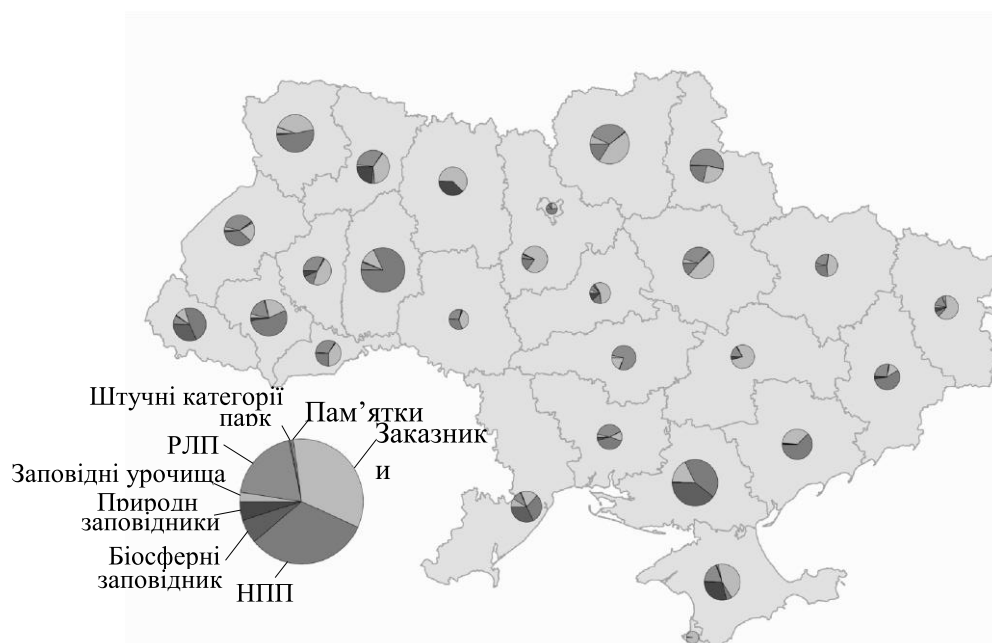 Штучні категорії
парк
Пам’ятки
Заказник
и
РЛП
Заповідні урочища
Природн
заповідники
Біосферні
заповідник
НПП